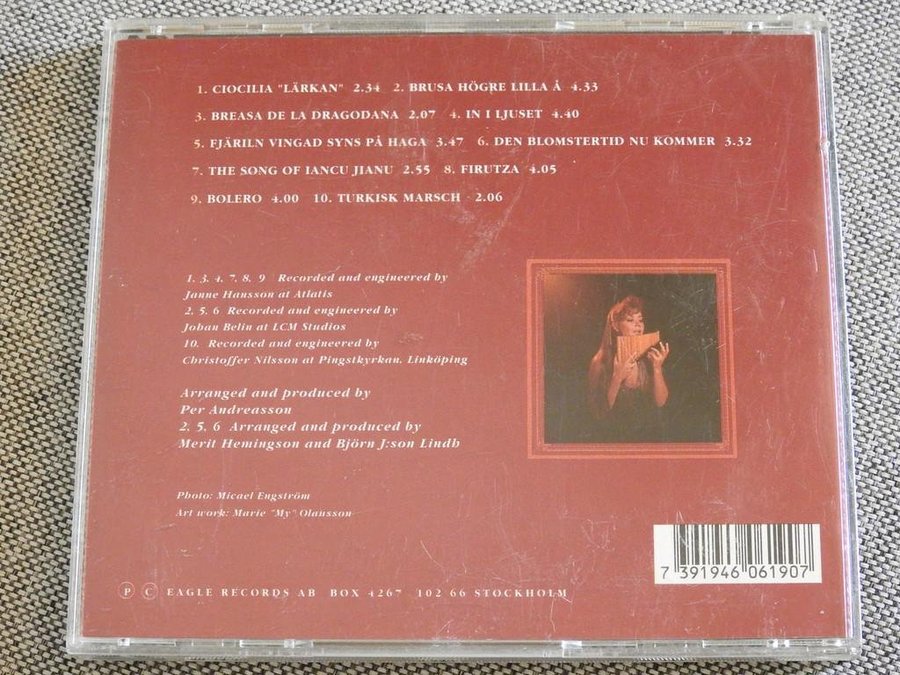 1. CIOCILIA "LÄRKAN" 2.34 2. BRUSA HÖGRE LILLA Å 4.33
3. BREASA DE LA DRAGODANA 2.07 4. IN I LJUSET 4.40
5. FJÄRILN VINGAD SYNS PÅ HAGA 3.47 6. DEN BLOMSTERTID NU KOMMER 3.32
7. THE SONG OF IANCU JIANU 2.55 8. FIRUTZA 4.05
9. BOLERO 4.00 10. TURKISK MARSCH 2.06
1, 3, 4, 7, 8, 9 Recorded and engineered by
Janne Hansson at Atlatis
2, 5, 6 Recorded and engineered by
Johan Belin at LCM Studios
10. Recorded and engineered by
Christoffer Nilsson at Pingstkyrkan, Linköping
Arranged and produced by
Per Andreasson
2, 5, 6 Arranged and produced by
Merit Hemingson and Björn J:son Lindh
Photo: Micael Engström
Art work: Marie "My" Olausson
7 391946 061907
P C EAGLE RECORDS AB BOX 4267 102 66 STOCKHOLM